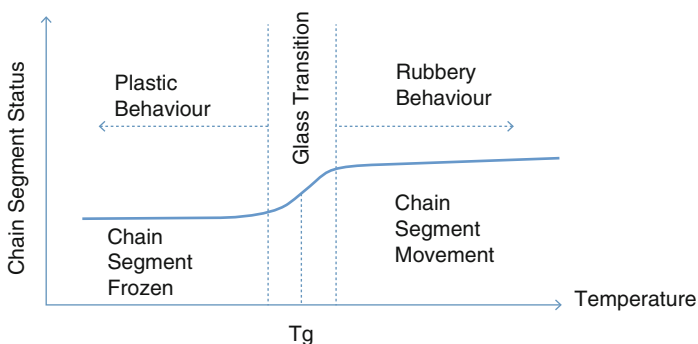 Chain Segment Status
Plastic
Behaviour
Glass Transition
Rubbery
Behaviour
Chain
Segment
Frozen
Chain
Segment
Movement
Temperature
Tg